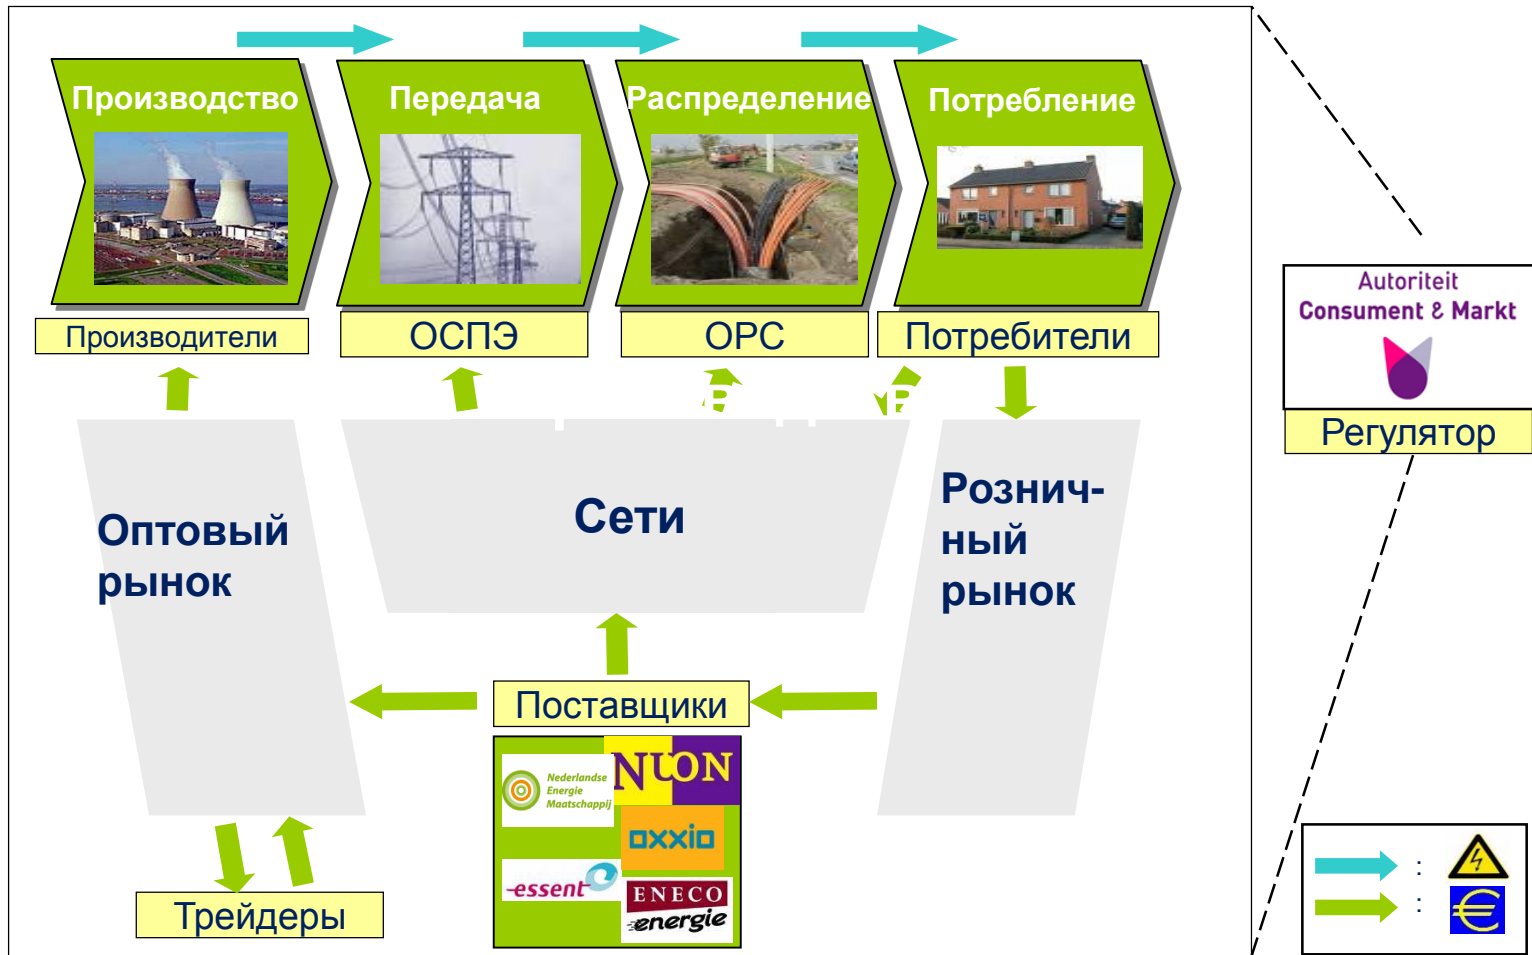 Производство
Передача
Распределение
Потребление
Производители
ОСПЭ
ОРС
Потребители
Autoriteit
Consument & Markt
Регулятор
В
В
Оптовый
рынок
Сети
Рознич-
ный
рынок
Поставщики
Nederlandse
Energie
Maatschappij
NUON
oxxio
essent
ENECO
energie
Трейдеры
:
:
€